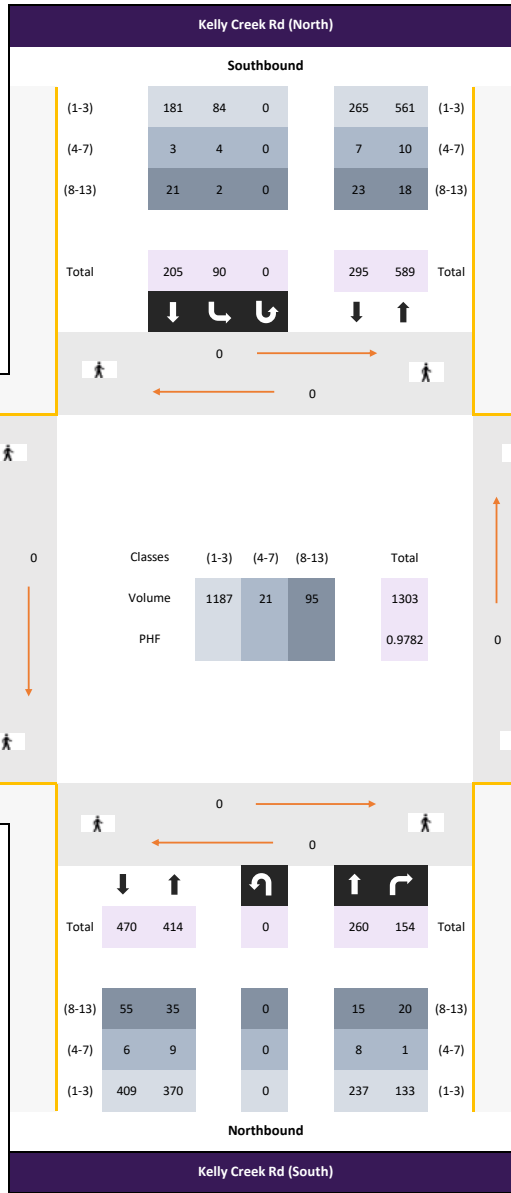 Kelly Creek Rd (North)
Southbound
(1-3) 181 84 0 265 561 (1-3)
(4-7) 3 4 0 7 10 (4-7)
(8-13) 21 2 0 23 18 (8-13)
Total 205 90 0 295 589 Total
0
0
0
Classes (1-3) (4-7) (8-13) Total
Volume 1187 21 95 1303
PHF 0.9782
0
0
0
Total 470 414 0 260 154 Total
(8-13) 55 35 0 15 20 (8-13)
(4-7) 6 9 0 8 1 (4-7)
(1-3) 409 370 0 237 133 (1-3)
Northbound
Kelly Creek Rd (South)